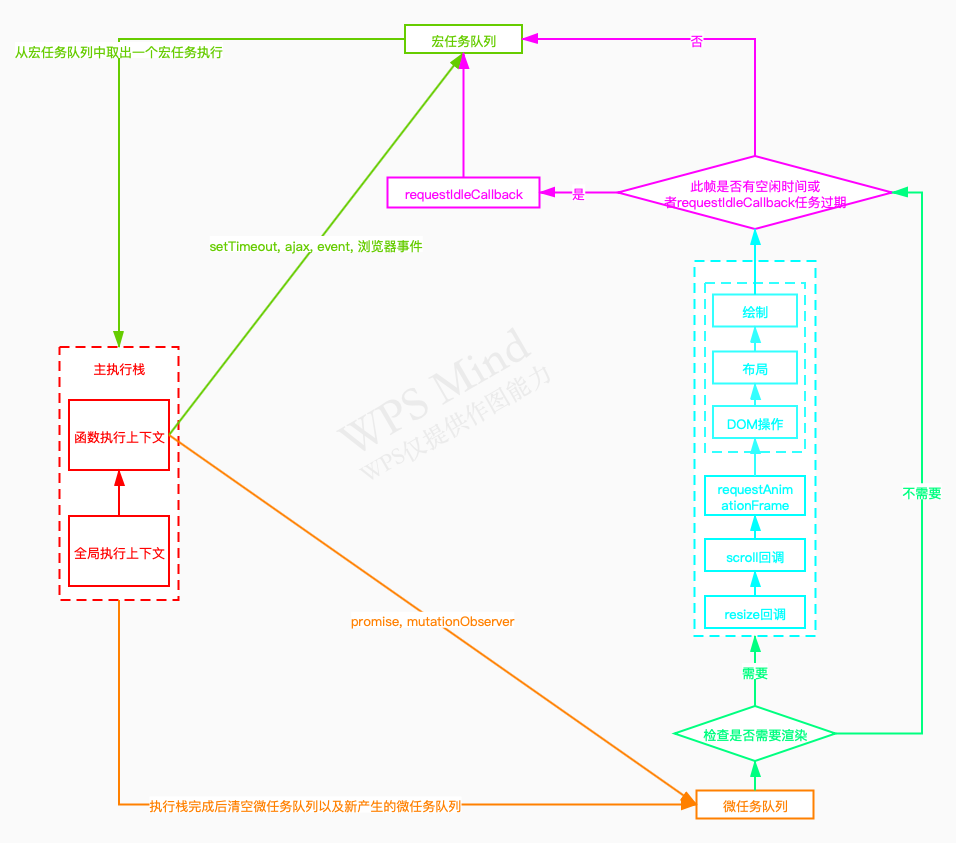 宏任务队列
否
从宏任务队列中取出一个宏任务执行
此帧是否有空闲时间或
者requestIdleCallback任务过期
requestIdleCallback
是
setTimeout, ajax, event, 浏览器事件
绘制
布局
DOM操作
requestAnim
ationFrame
scroll回调
resize回调
主执行栈
函数执行上下文
全局执行上下文
WPS Mind
WPS仅提供作图能力
不需要
promise, mutationObserver
需要
检查是否需要渲染
执行栈完成后清空微任务队列以及新产生的微任务队列
微任务队列